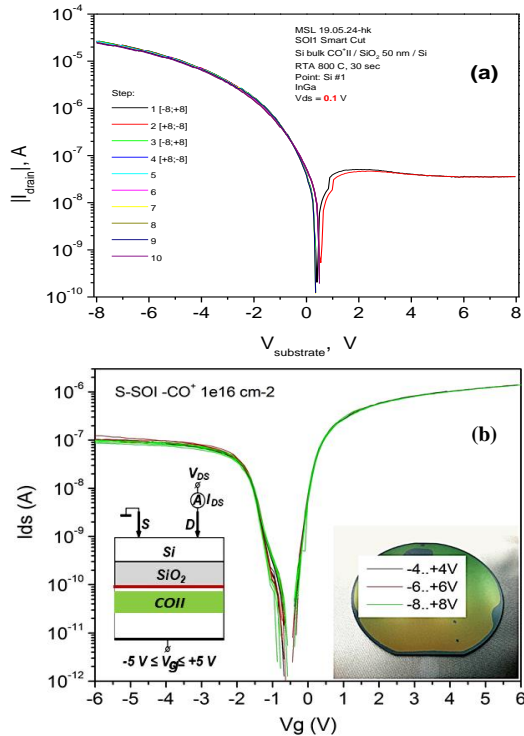 MSL 19.05.24-hk
SOI1 Smart Cut
Si bulk CO⁺II / SiO₂ 50 nm / Si
RTA 800 C, 30 sec
Point: Si #1
InGa
Vds = 0.1 V
(a)
Step:
1 [-8;+8]
2 [+8;-8]
3 [-8;+8]
4 [+8;-8]
5
6
7
8
9
10
|I_drain|, A
10⁻⁴
10⁻⁵
10⁻⁶
10⁻⁷
10⁻⁸
10⁻⁹
10⁻¹⁰
-8 -6 -4 -2 0 2 4 6 8
V_substrate, V
S-SOI -CO⁺ 1e16 cm-2
(b)
Ids (A)
10⁻⁶
10⁻⁷
10⁻⁸
10⁻⁹
10⁻¹⁰
10⁻¹¹
10⁻¹²
V_DS
A I_DS
S D
Si
SiO₂
COII
-5 V ≤ Vg ≤ +5 V
-4..+4V
-6..+6V
-8..+8V
-6 -5 -4 -3 -2 -1 0 1 2 3 4 5 6
Vg (V)